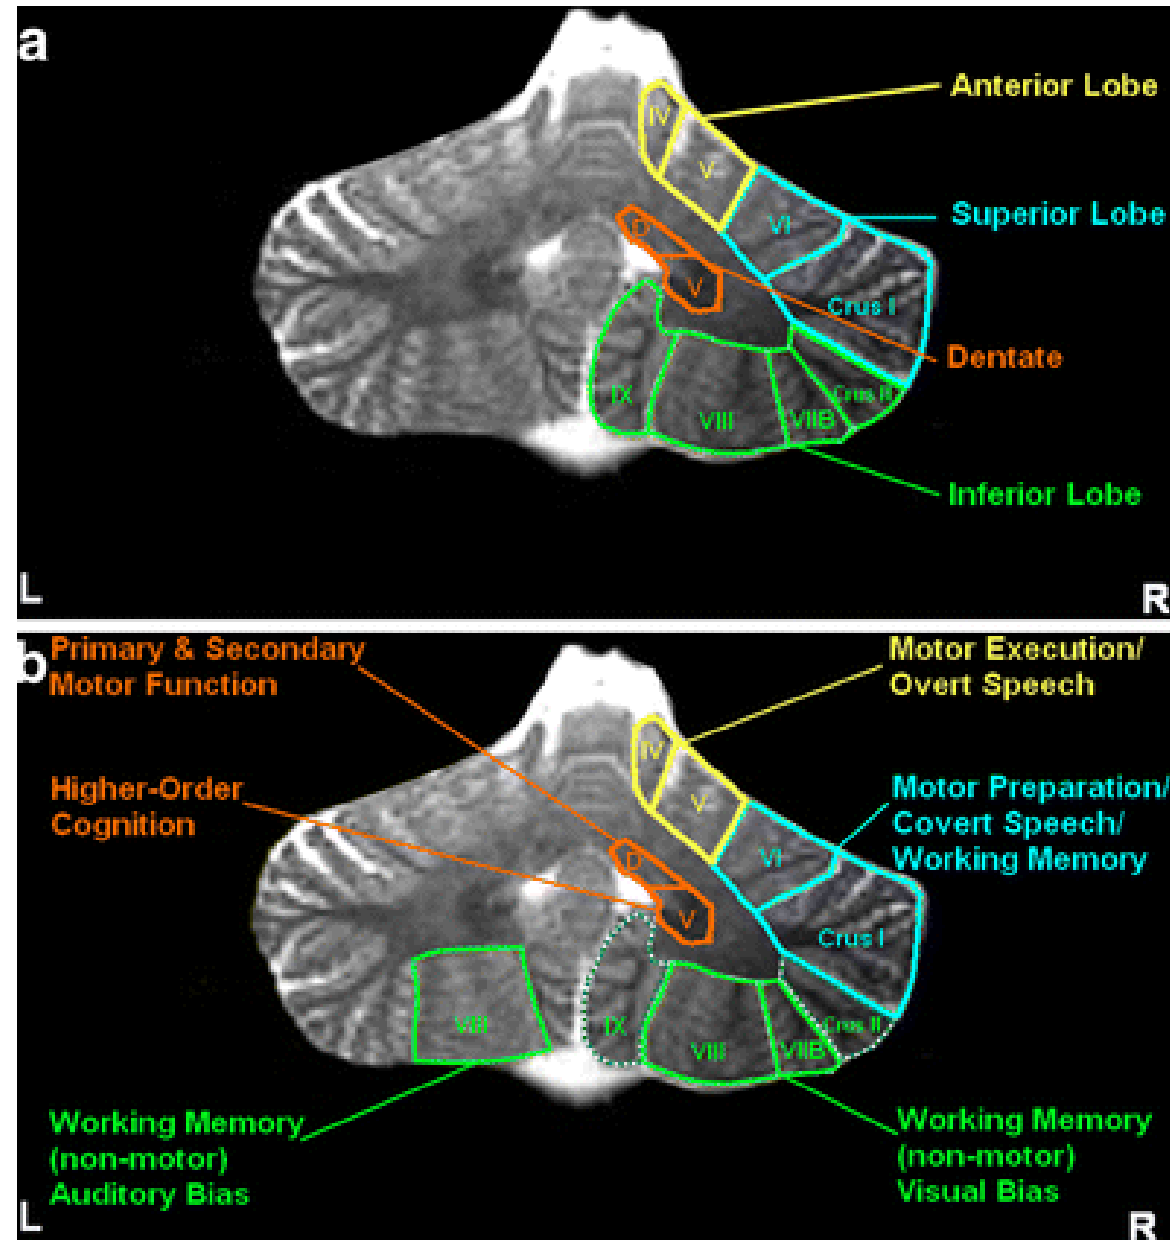 a
Anterior Lobe
IV
V
Superior Lobe
VI
D
V
Crus I
Dentate
Crus II
IX
VIII
VIIB
Inferior Lobe
L
R
b
Primary & Secondary
Motor Function
Motor Execution/
Overt Speech
IV
V
Higher-Order
Cognition
Motor Preparation/
Covert Speech/
Working Memory
VI
D
V
Crus I
VIII
IX
VIII
VIIB
Crus II
Working Memory
(non-motor)
Auditory Bias
Working Memory
(non-motor)
Visual Bias
L
R